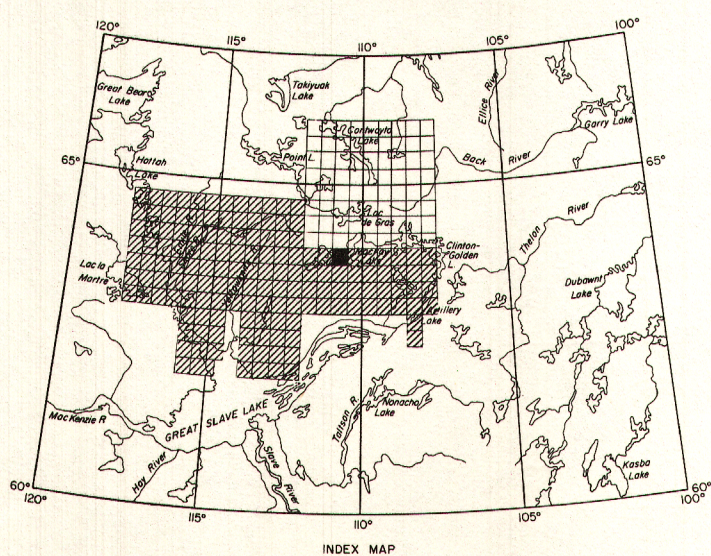 120°
115°
110°
105°
100°
Great Bear
Lake
Takiyuak
Lake
Ellice River
Garry Lake
Contwoyto
Lake
Hottah
Lake
Point L.
Back River
65°
65°
Lac
de Gras
Thelon River
Clinton-
Golden
Lac la
Martre
MacKay
Lake
Dubawnt
Lake
Artillery
Lake
GREAT SLAVE LAKE
Taltson R.
Nonacho
Lake
MacKenzie R
Hay River
Slave River
Kasba
Lake
60°
120°
115°
110°
105°
60°
100°
INDEX MAP